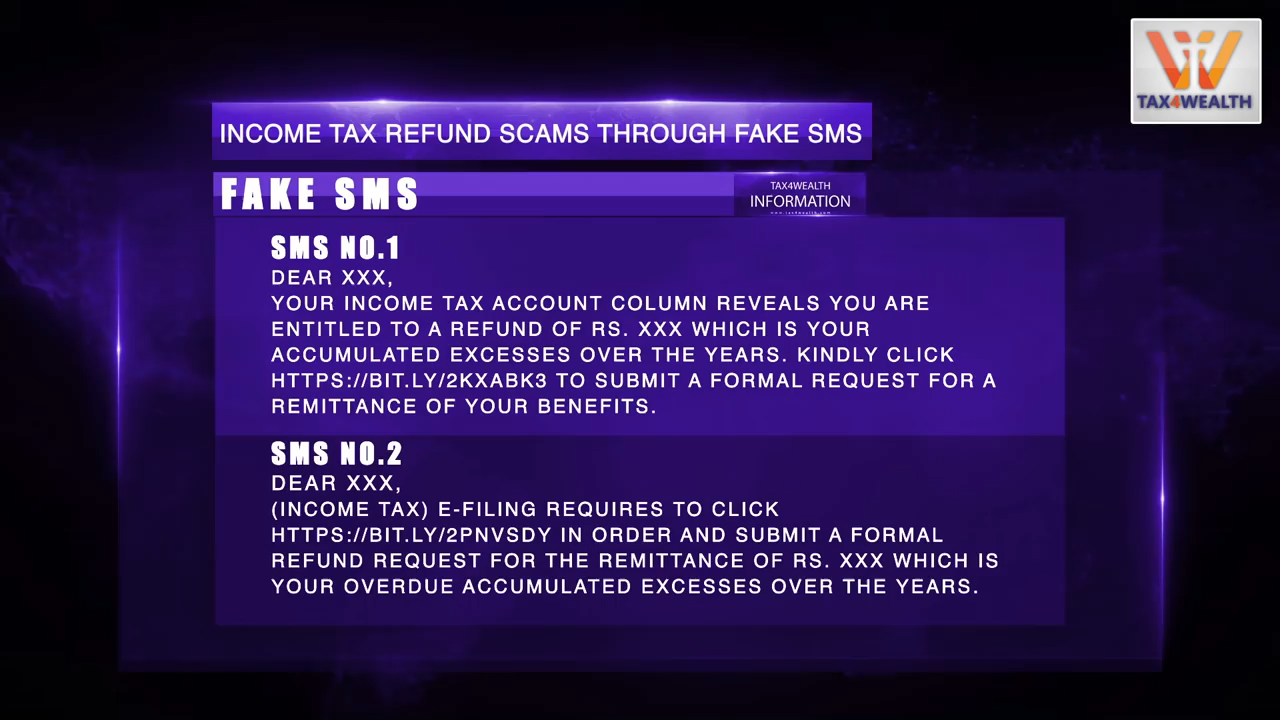 TAX4WEALTH
INCOME TAX REFUND SCAMS THROUGH FAKE SMS
FAKE SMS
TAX4WEALTH
INFORMATION
www.tax4wealth.com
SMS NO.1
DEAR XXX,
YOUR INCOME TAX ACCOUNT COLUMN REVEALS YOU ARE
ENTITLED TO A REFUND OF RS. XXX WHICH IS YOUR
ACCUMULATED EXCESSES OVER THE YEARS. KINDLY CLICK
HTTPS://BIT.LY/2KXABK3 TO SUBMIT A FORMAL REQUEST FOR A
REMITTANCE OF YOUR BENEFITS.
SMS NO.2
DEAR XXX,
(INCOME TAX) E-FILING REQUIRES TO CLICK
HTTPS://BIT.LY/2PNVSDY IN ORDER AND SUBMIT A FORMAL
REFUND REQUEST FOR THE REMITTANCE OF RS. XXX WHICH IS
YOUR OVERDUE ACCUMULATED EXCESSES OVER THE YEARS.